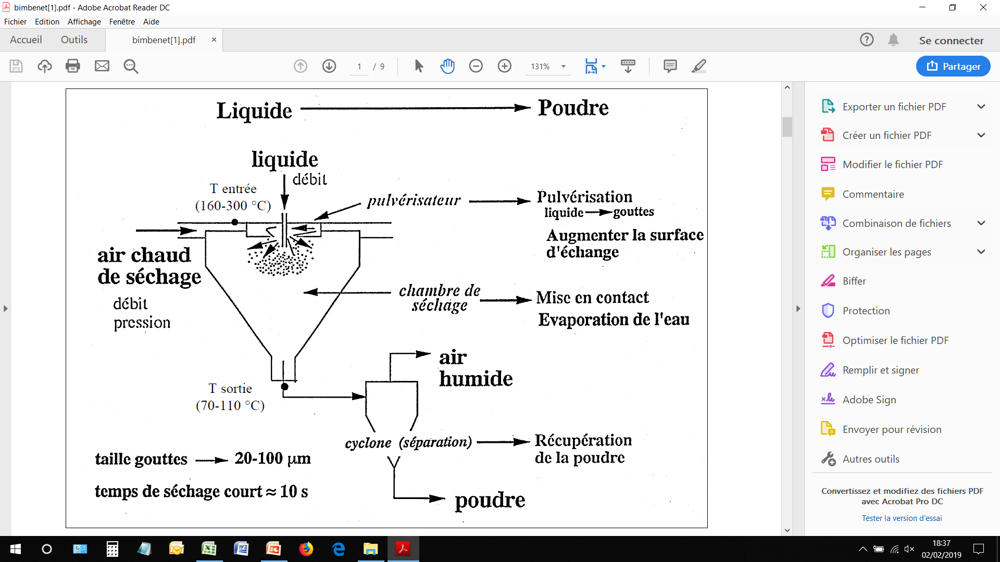 bimbenet[1].pdf - Adobe Acrobat Reader DC
Fichier Edition Affichage Fenêtre Aide
Accueil Outils bimbenet[1].pdf × ? Se connecter
1 / 9 131% Partager
Liquide Poudre
liquide
débit
T entrée
(160-300 °C)
pulvérisateur Pulvérisation
liquide gouttes
Augmenter la surface
d'échange
air chaud
de séchage
débit
pression
chambre de
séchage
Mise en contact
Evaporation de l'eau
air
humide
T sortie
(70-110 °C)
cyclone (séparation) Récupération
de la poudre
taille gouttes 20-100 µm
temps de séchage court ≈ 10 s
poudre
Exporter un fichier PDF
Créer un fichier PDF
Modifier le fichier PDF
Commentaire
Combinaison de fichiers
Organiser les pages
Biffer
Protection
Optimiser le fichier PDF
Remplir et signer
Adobe Sign
Envoyer pour révision
Autres outils
Convertissez et modifiez des fichiers PDF
avec Acrobat Pro DC
Tester la version d'essai
18:37
02/02/2019